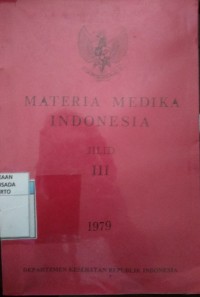 MATERIA MEDIKA
INDONESIA
JILID
III
1979
DEPARTEMEN KESEHATAN REPUBLIK INDONESIA